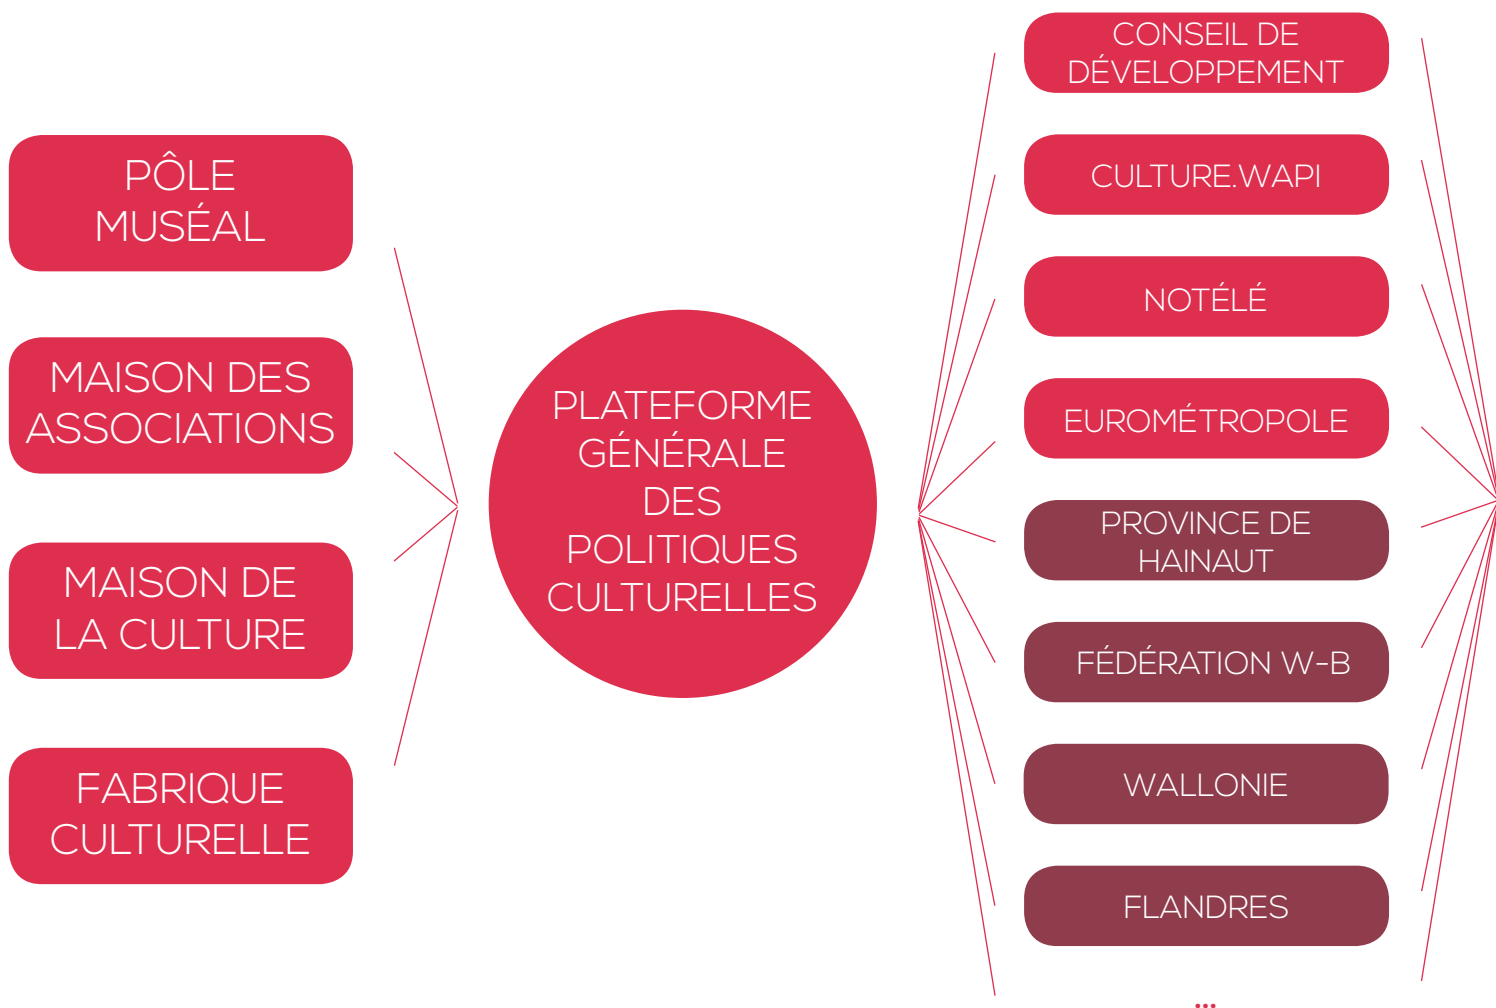 PÔLE
MUSÉAL
MAISON DES
ASSOCIATIONS
MAISON DE
LA CULTURE
FABRIQUE
CULTURELLE
PLATEFORME
GÉNÉRALE
DES
POLITIQUES
CULTURELLES
CONSEIL DE
DÉVELOPPEMENT
CULTURE.WAPI
NOTÉLÉ
EUROMÉTROPOLE
PROVINCE DE
HAINAUT
FÉDÉRATION W-B
WALLONIE
FLANDRES
...